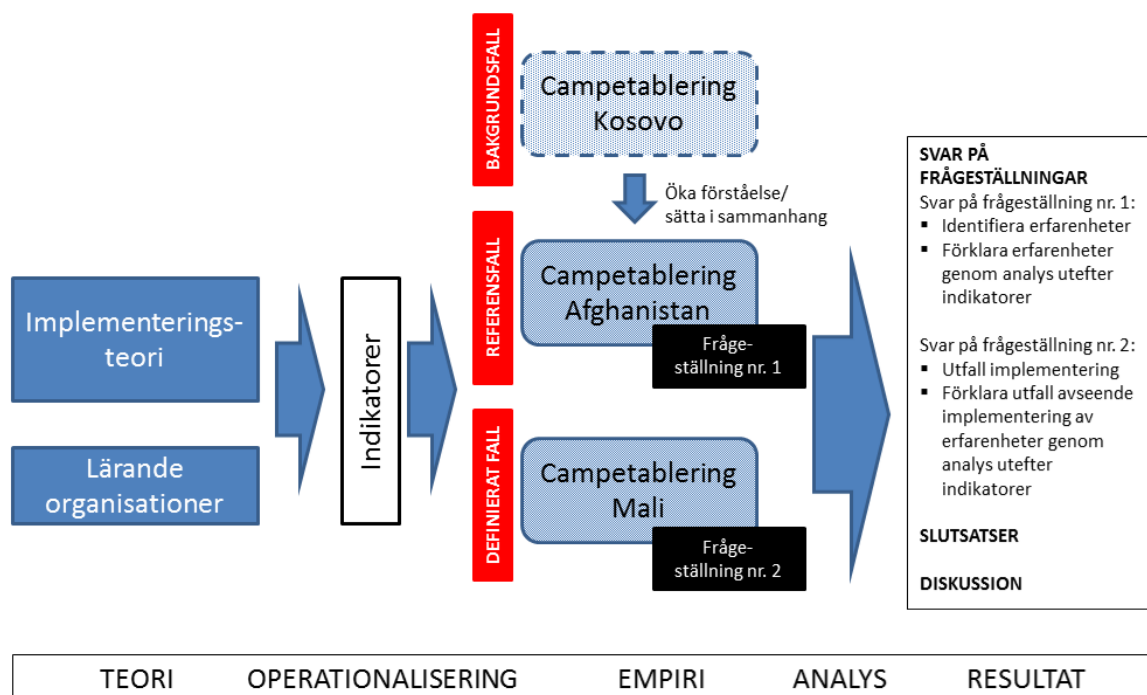 Implementerings-
teori
Lärande
organisationer
Indikatorer
BAKGRUNDSFALL
Campetablering
Kosovo
Öka förståelse/
sätta i sammanhang
REFERENSFALL
Campetablering
Afghanistan
Fråge-
ställning nr. 1
DEFINIERAT FALL
Campetablering
Mali
Fråge-
ställning nr. 2
SVAR PÅ
FRÅGESTÄLLNINGAR
Svar på frågeställning nr. 1:
▪ Identifiera erfarenheter
▪ Förklara erfarenheter
genom analys utefter
indikatorer
Svar på frågeställning nr. 2:
▪ Utfall implementering
▪ Förklara utfall avseende
implementering av
erfarenheter genom
analys utefter
indikatorer
SLUTSATSER
DISKUSSION
TEORI OPERATIONALISERING EMPIRI ANALYS RESULTAT